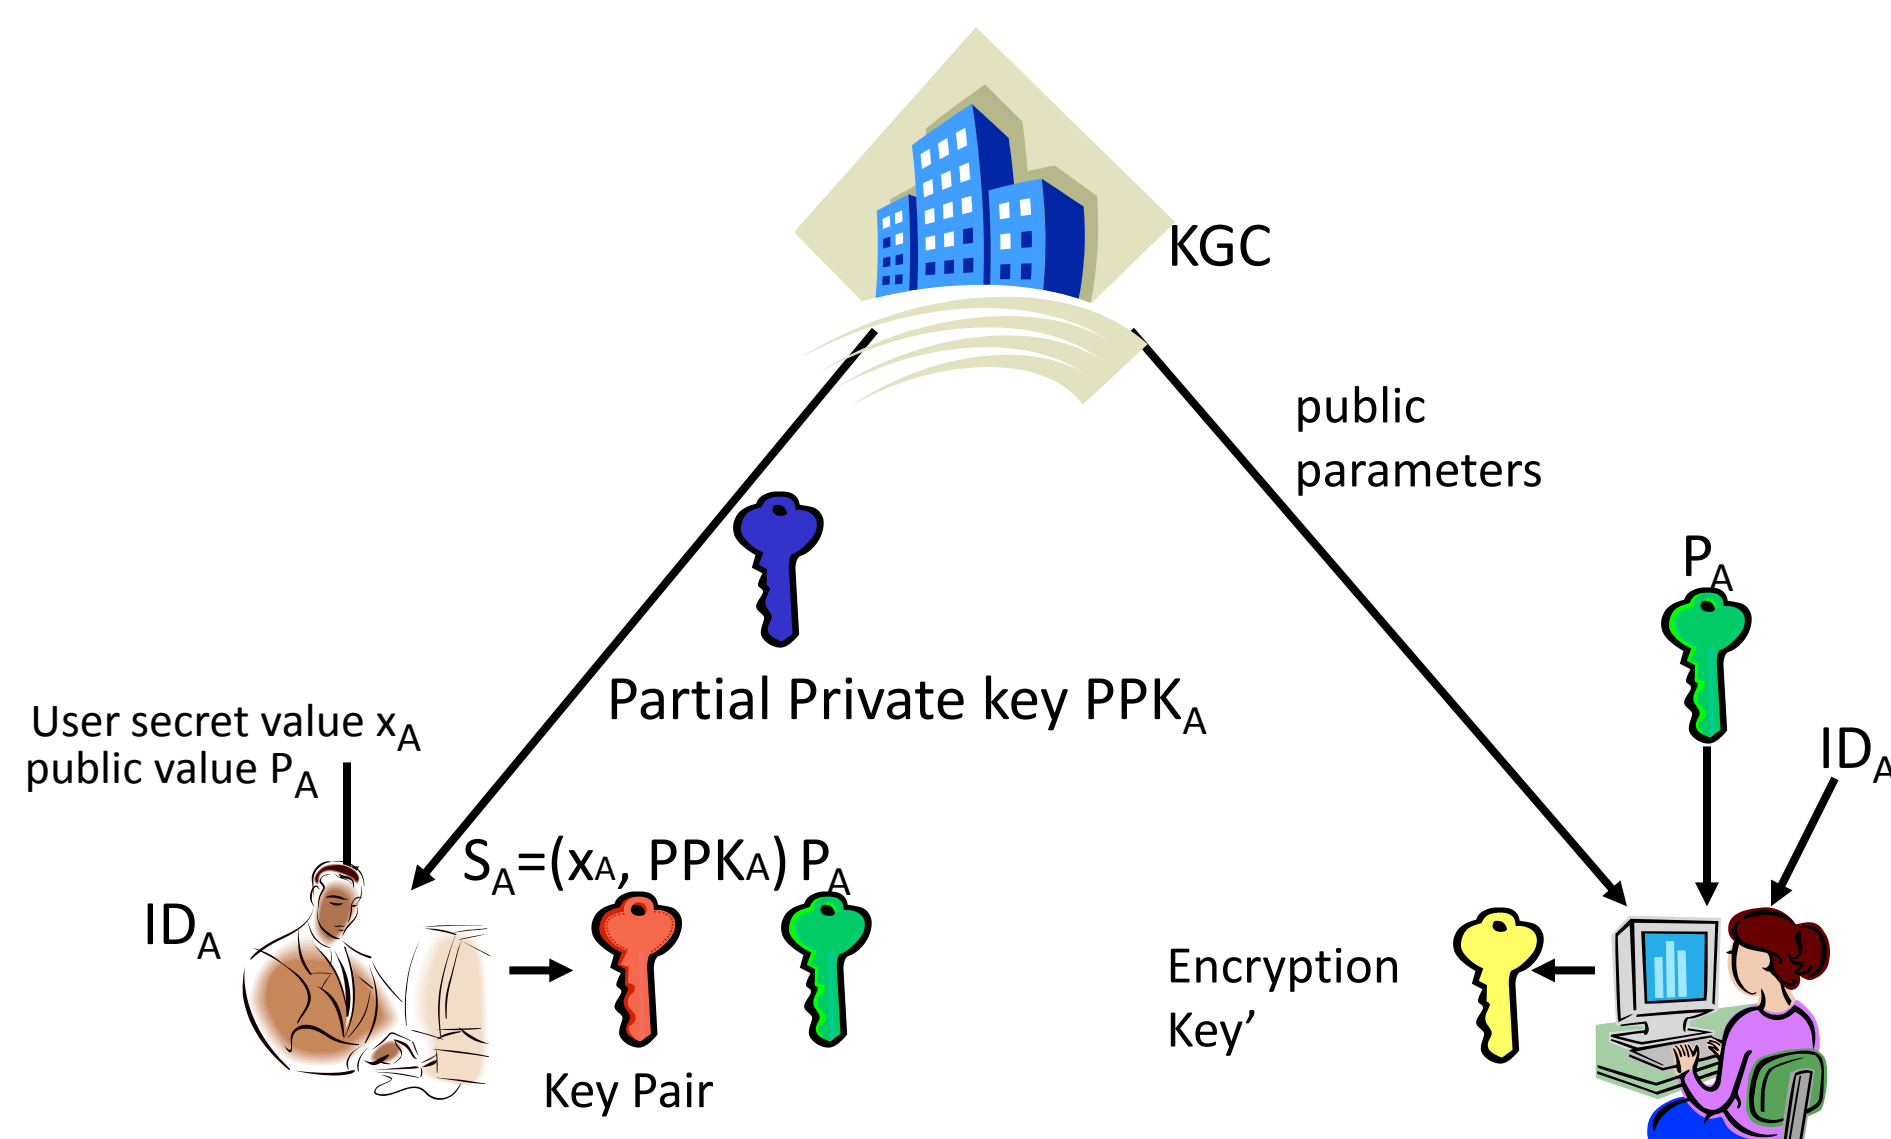 KGC
public
parameters
P_A
Partial Private key PPK_A
User secret value x_A
public value P_A
ID_A
S_A=(x_A, PPK_A) P_A
ID_A
Encryption
Key’
Key Pair